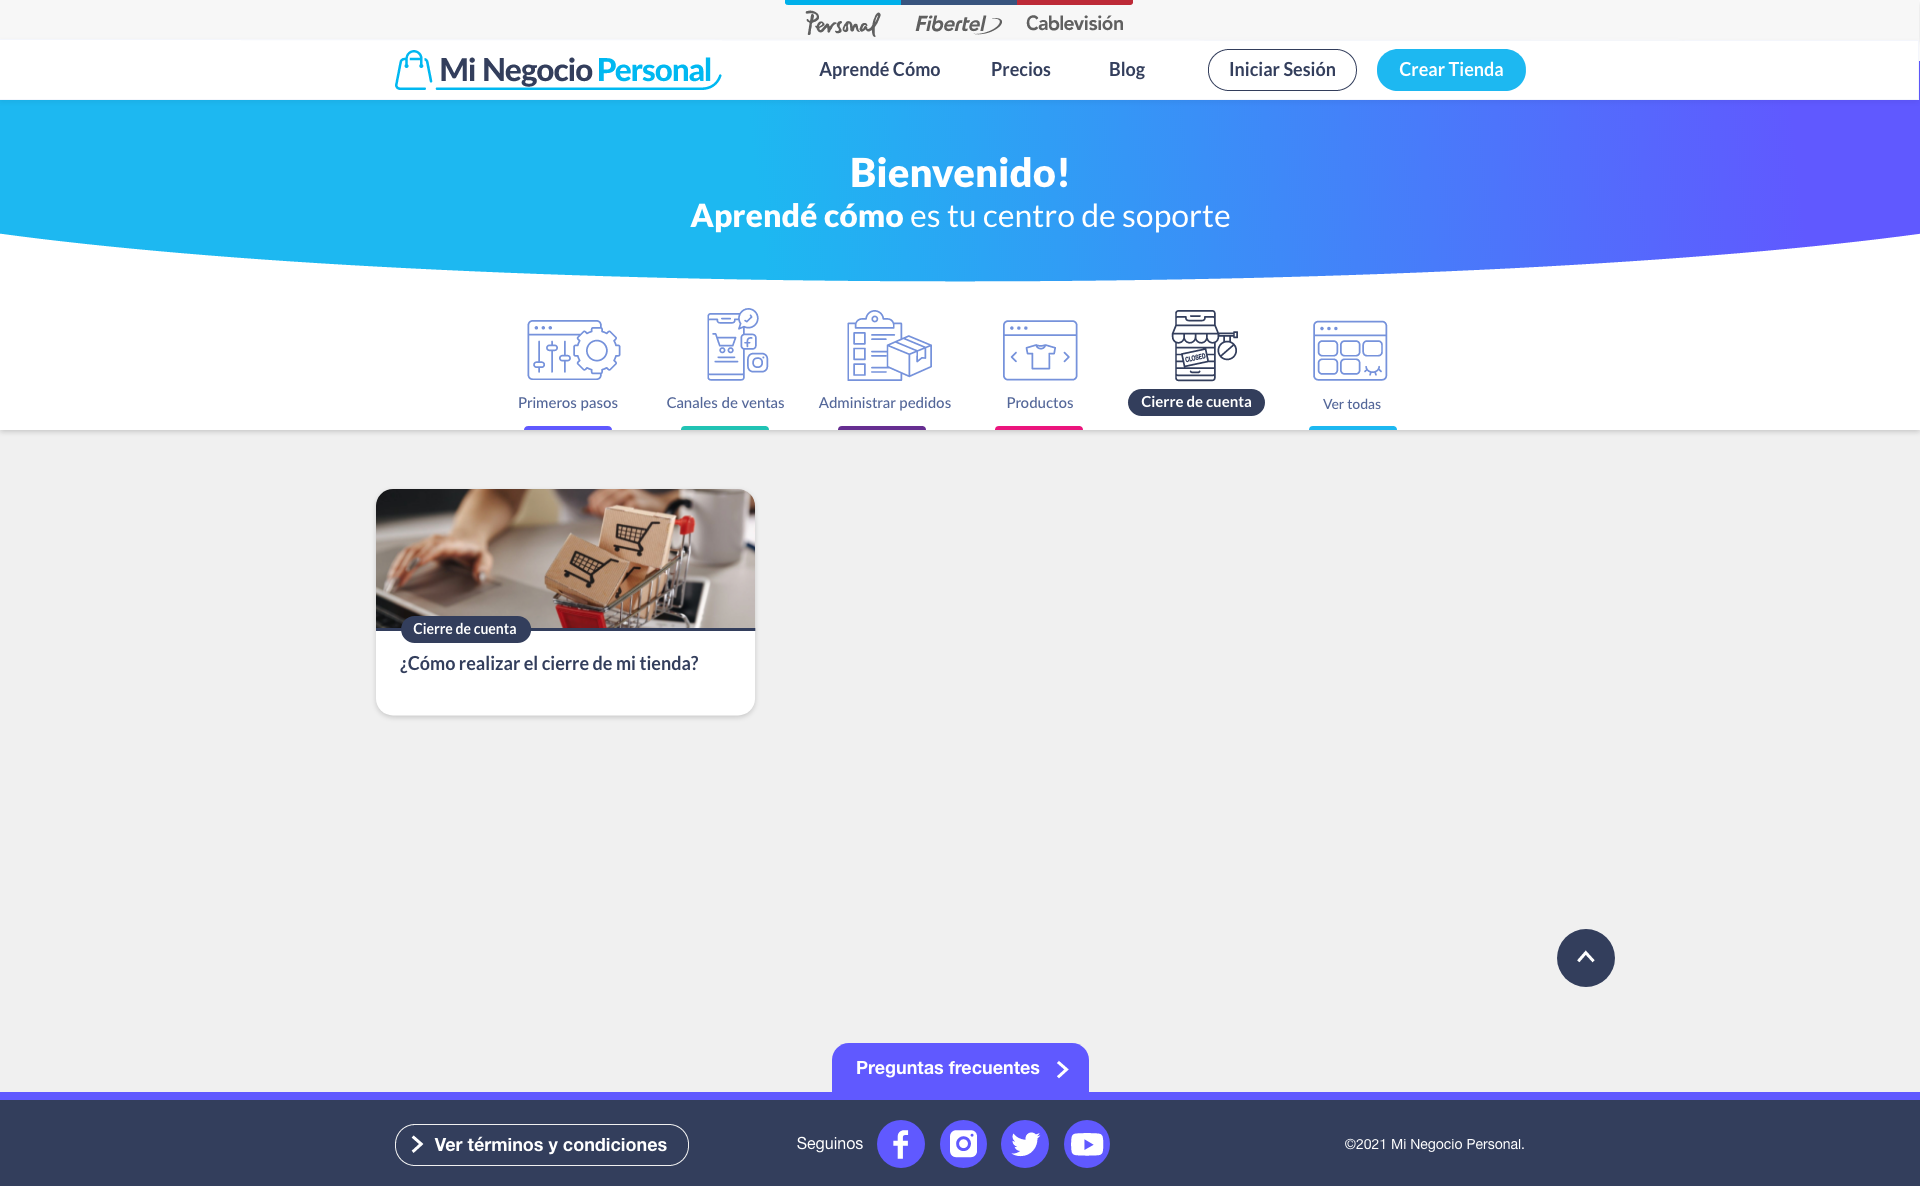 Personal
Fibertel
Cablevisión
Mi Negocio Personal
Aprendé Cómo
Precios
Blog
Iniciar Sesión
Crear Tienda
Bienvenido!
Aprendé cómo es tu centro de soporte
CLOSED
Primeros pasos
Canales de ventas
Administrar pedidos
Productos
Cierre de cuenta
Ver todas
Cierre de cuenta
¿Cómo realizar el cierre de mi tienda?
Preguntas frecuentes
Ver términos y condiciones
Seguinos
©2021 Mi Negocio Personal.